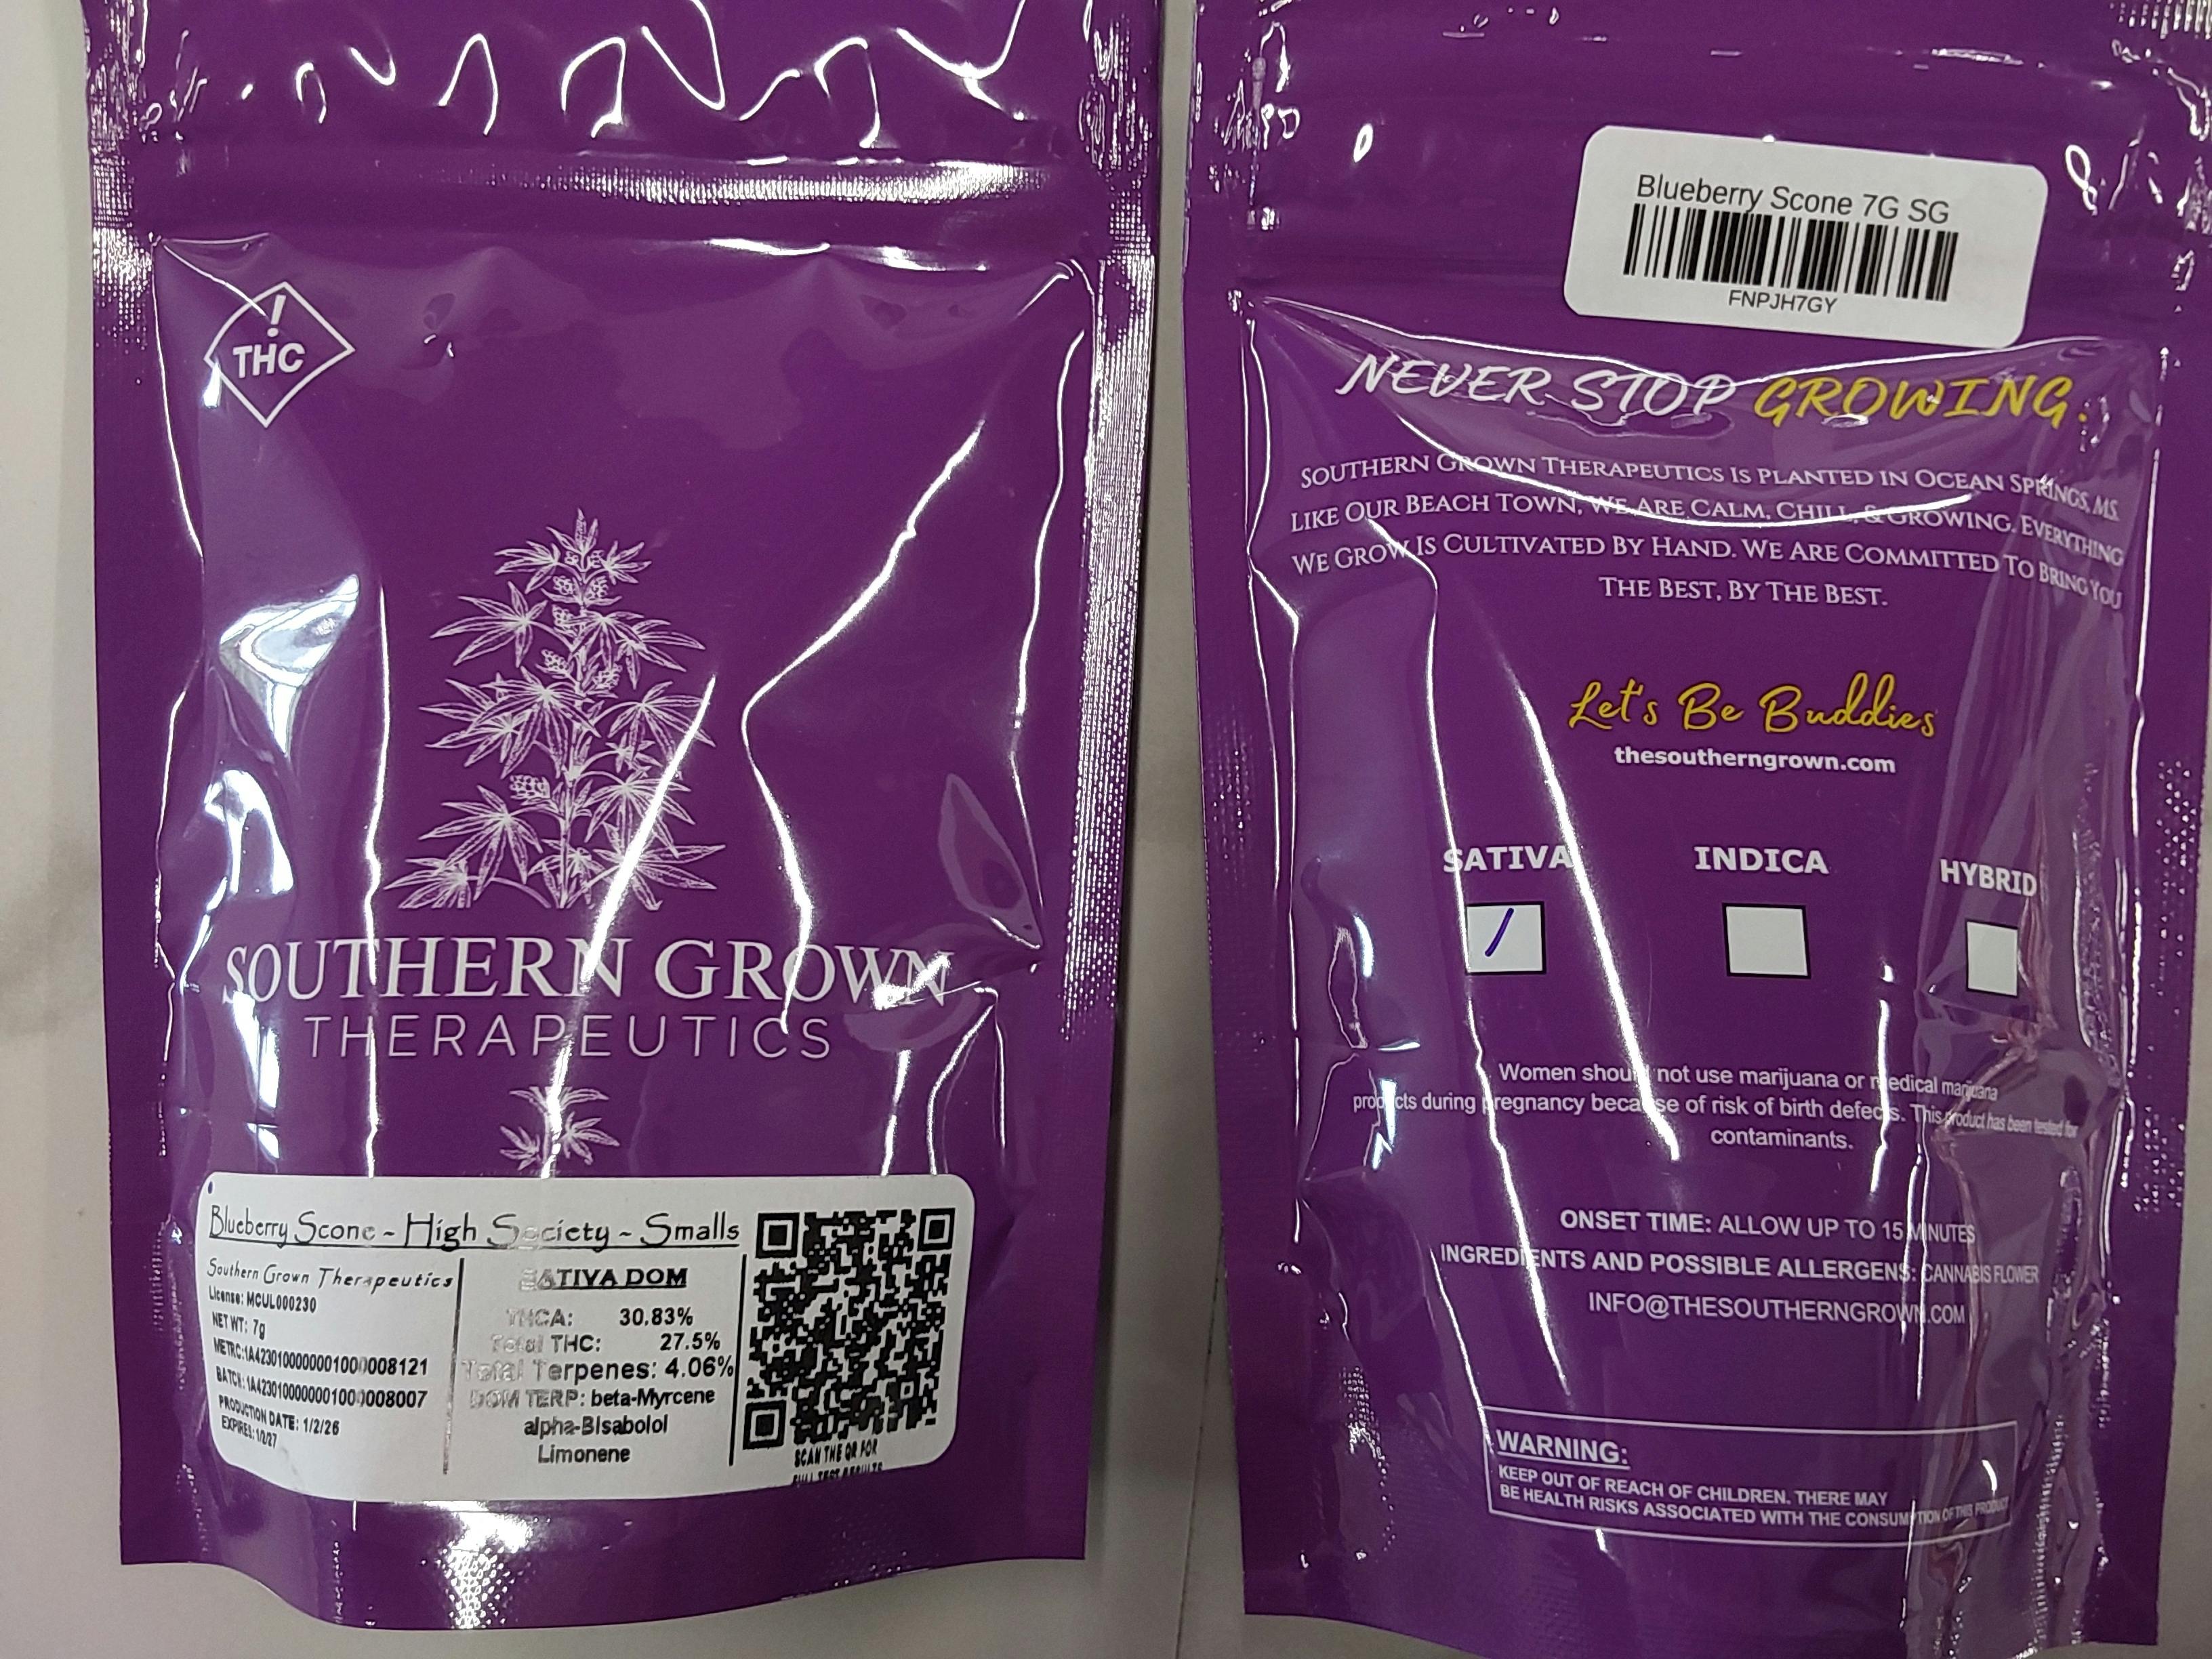 !
THC
SOUTHERN GROWN
THERAPEUTICS
Blueberry Scone ~ High Society ~ Smalls
Southern Grown Therapeutics
License: MCUL000230
NET WT: 7g
METRC:1A4230100000001000008121
BATCH: 1A4230100000001000008007
PRODUCTION DATE: 1/2/26
EXPIRES: 1/2/27
SATIVA DOM
THCA: 30.83%
Total THC: 27.5%
Total Terpenes: 4.06%
DOM TERP: beta-Myrcene
alpha-BIsabolol
Limonene
SCAN THE QR FOR
FULL TEST RESULTS
Blueberry Scone 7G SG
FNPJH7GY
NEVER STOP GROWING.
SOUTHERN GROWN THERAPEUTICS IS PLANTED IN OCEAN SPRINGS, MS.
LIKE OUR BEACH TOWN, WE ARE CALM, CHILL, & GROWING. EVERYTHING
WE GROW IS CULTIVATED BY HAND. WE ARE COMMITTED TO BRING YOU
THE BEST, BY THE BEST.
Let's Be Buddies
thesoutherngrown.com
SATIVA INDICA HYBRID
Women should not use marijuana or medical marijuana
products during pregnancy because of risk of birth defects. This product has been tested for
contaminants.
ONSET TIME: ALLOW UP TO 15 MINUTES
INGREDIENTS AND POSSIBLE ALLERGENS: CANNABIS FLOWER
INFO@THESOUTHERNGROWN.COM
WARNING:
KEEP OUT OF REACH OF CHILDREN. THERE MAY
BE HEALTH RISKS ASSOCIATED WITH THE CONSUMPTION OF THIS PRODUCT